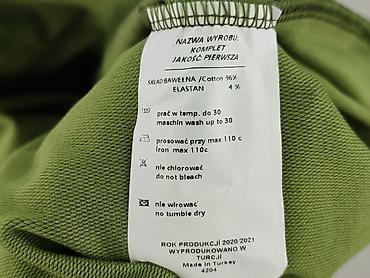 NAZWA WYROBU:
KOMPLET
JAKOŚĆ PIERWSZA
SKŁAD:BAWEŁNA /Cotton 96%
ELASTAN 4 %
prać w temp. do 30
maschin wash up to 30
prosować przy max 110 c
Iron max 110c
nie chlorować
do not bleach
nie wirować
no tumble dry
ROK PRODUKCJI 2020/2021
WYPRODUKOWANO W
TURCJI
Made in Turkey
4204